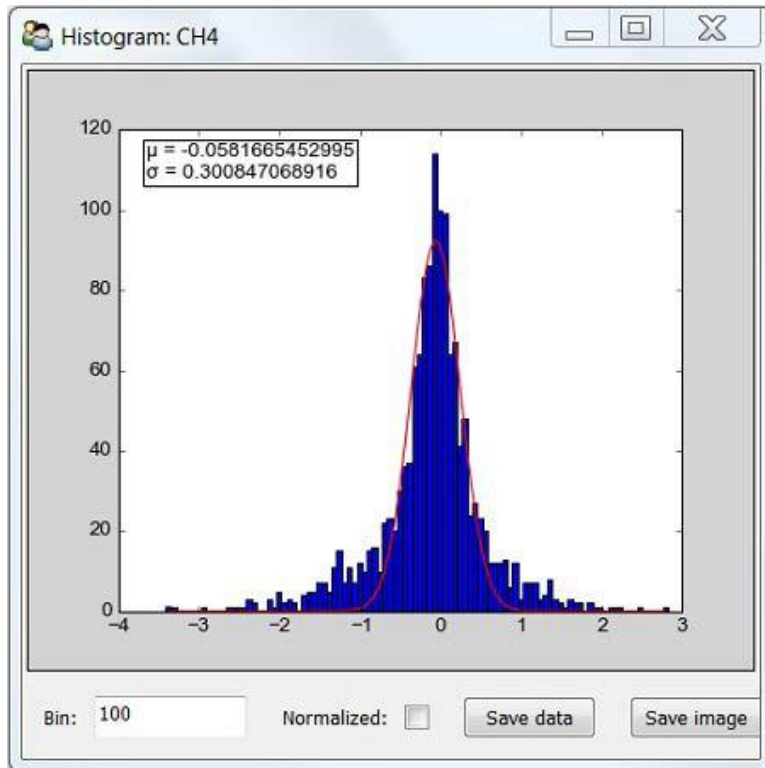 Histogram: CH4
120
μ = -0.0581665452995
σ = 0.300847068916
100
80
60
40
20
0
−4 −3 −2 −1 0 1 2 3
Bin: 100 Normalized: Save data Save image